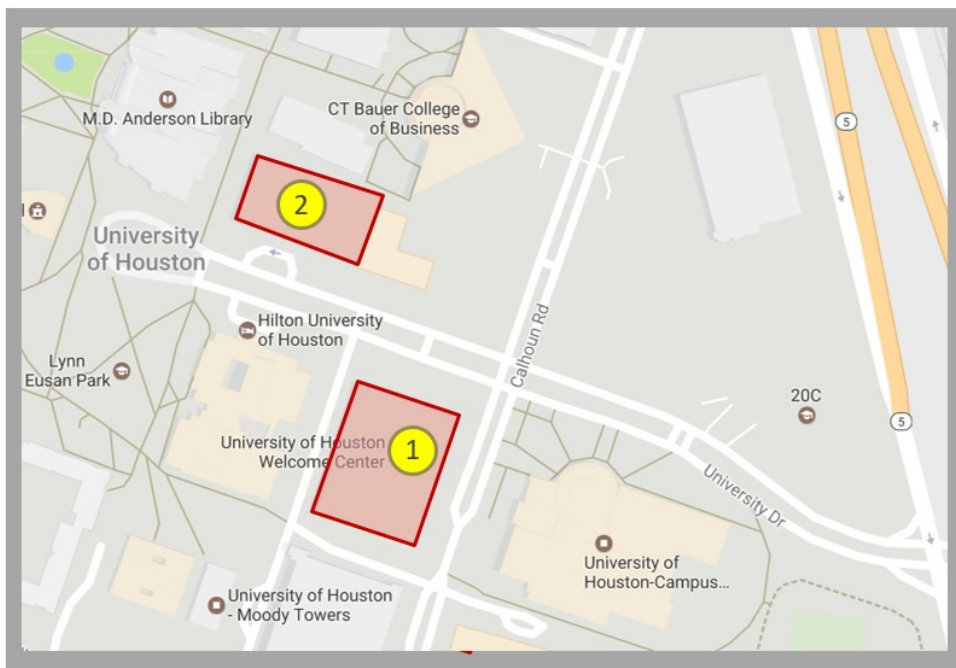 M.D. Anderson Library
CT Bauer College
of Business
5
2
University
of Houston
Hilton University
of Houston
Calhoun Rd
Lynn
Eusan Park
20C
5
University of Houston
Welcome Center
1
University Dr
University of
Houston-Campus...
University of Houston
- Moody Towers